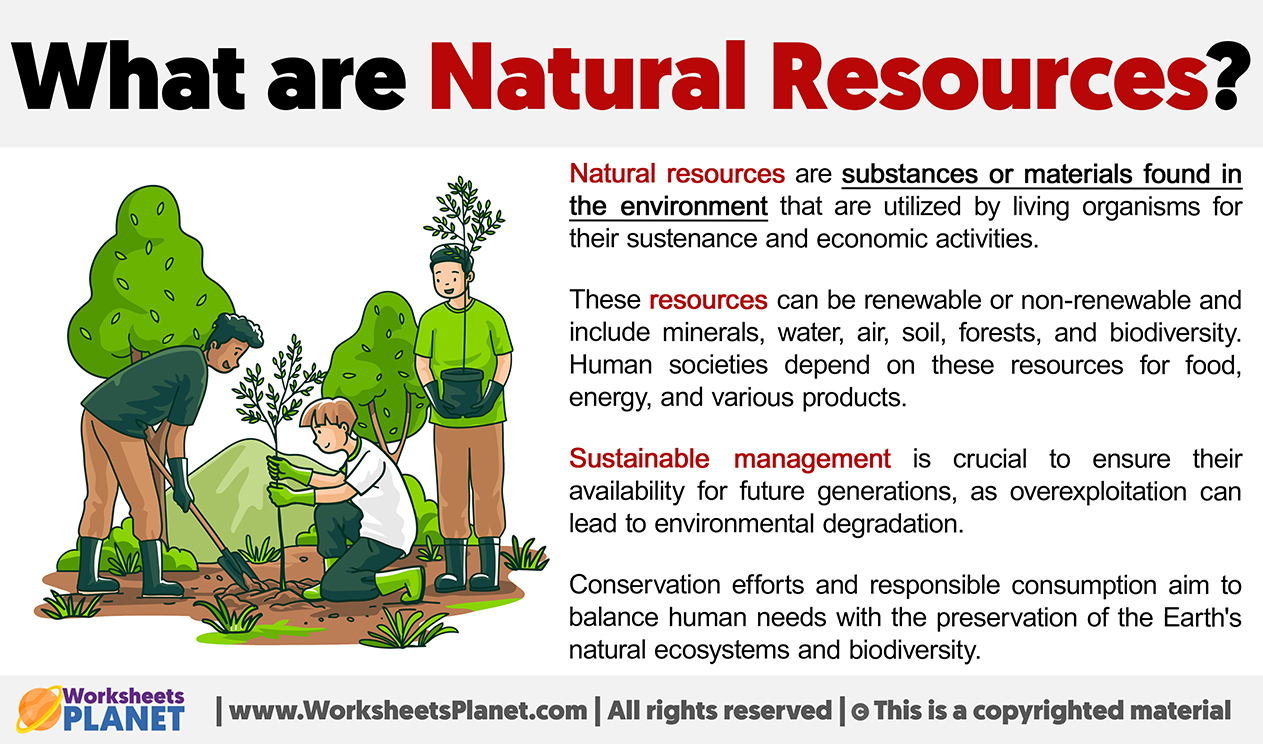 What are Natural Resources?
Natural resources are substances or materials found in
the environment that are utilized by living organisms for
their sustenance and economic activities.
These resources can be renewable or non-renewable and
include minerals, water, air, soil, forests, and biodiversity.
Human societies depend on these resources for food,
energy, and various products.
Sustainable management is crucial to ensure their
availability for future generations, as overexploitation can
lead to environmental degradation.
Conservation efforts and responsible consumption aim to
balance human needs with the preservation of the Earth's
natural ecosystems and biodiversity.
Worksheets
PLANET
| www.WorksheetsPlanet.com | All rights reserved | © This is a copyrighted material